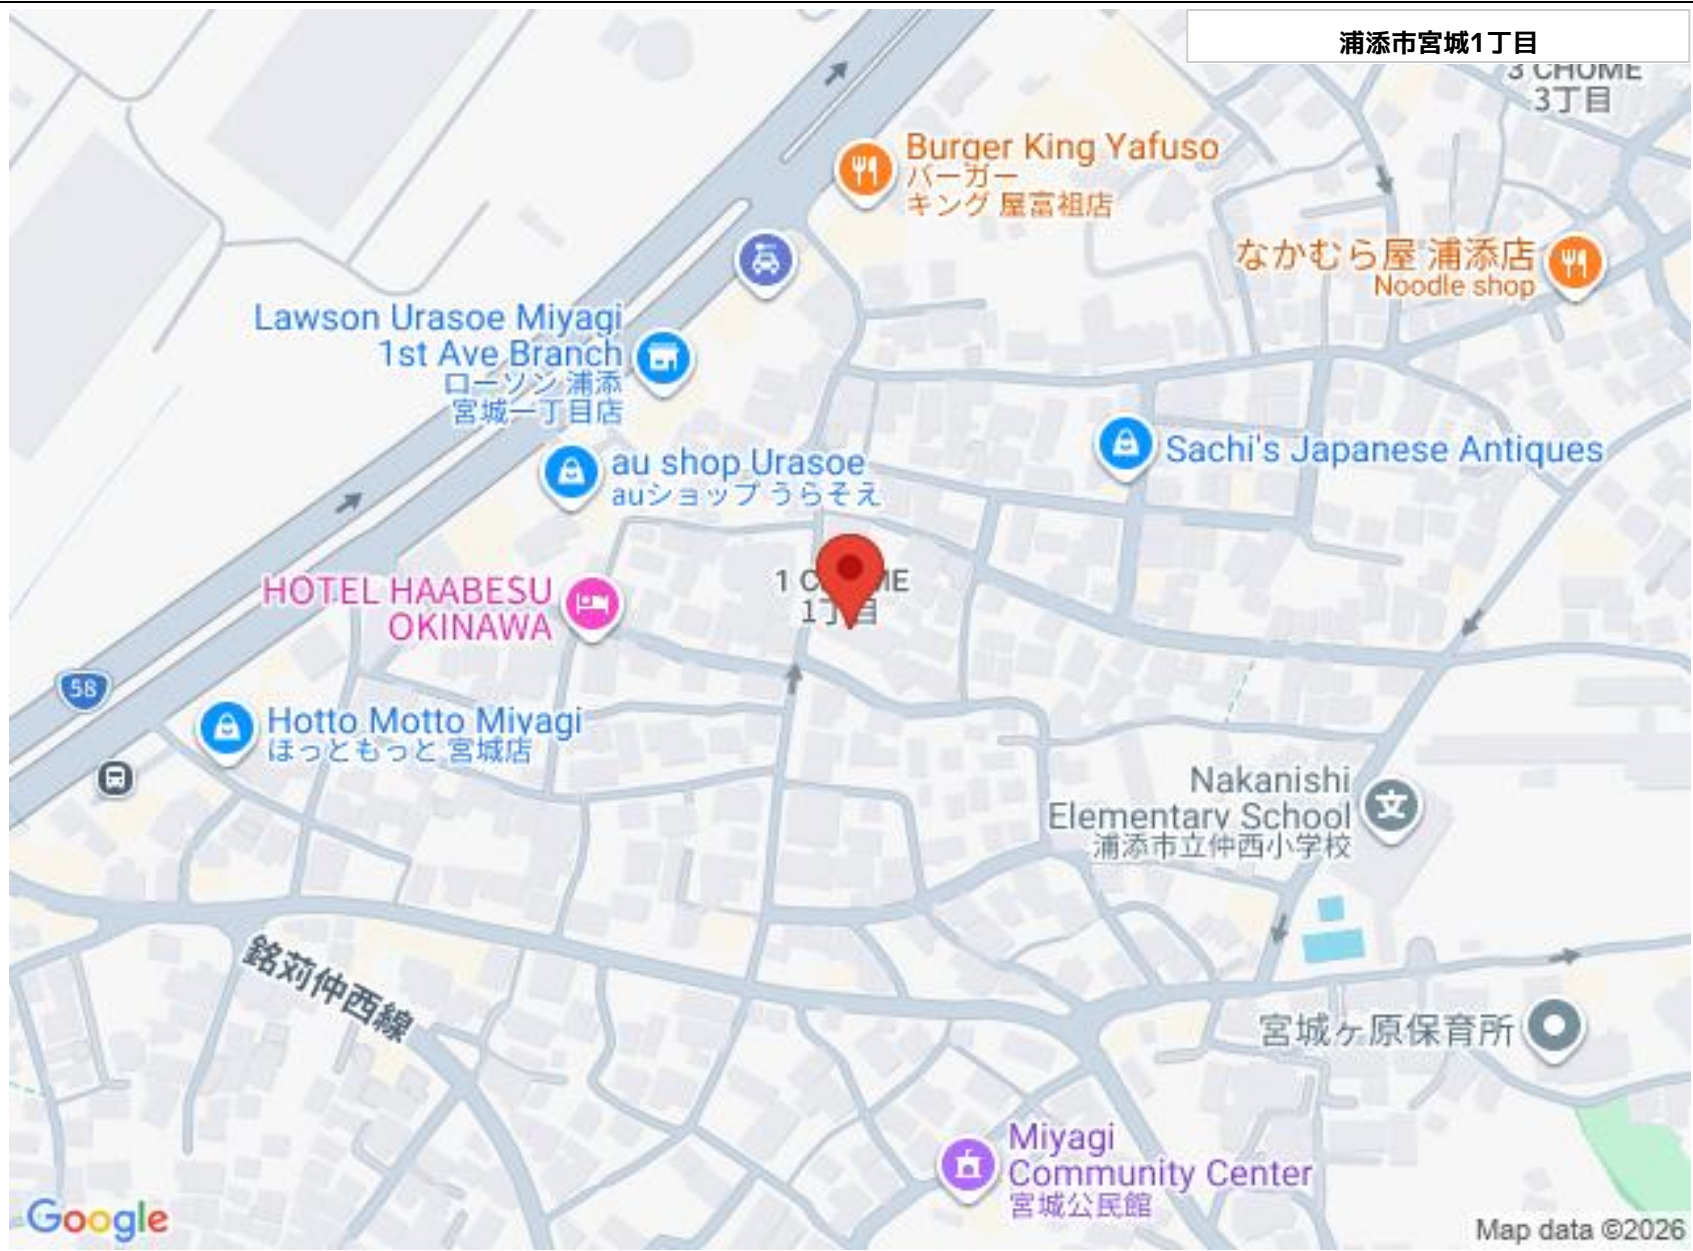 浦添市宮城1丁目
3 CHOME
3丁目
Burger King Yafuso
バーガー
キング 屋富祖店
なかむら屋 浦添店
Noodle shop
Lawson Urasoe Miyagi
1st Ave Branch
ローソン 浦添
宮城一丁目店
Sachi's Japanese Antiques
au shop Urasoe
auショップ うらそえ
HOTEL HAABESU
OKINAWA
1丁目
58
Hotto Motto Miyagi
ほっともっと 宮城店
Nakanishi
Elementary School
浦添市立仲西小学校
文
銘苅仲西線
宮城ヶ原保育所
Miyagi
Community Center
宮城公民館
Google
Map data ©2026